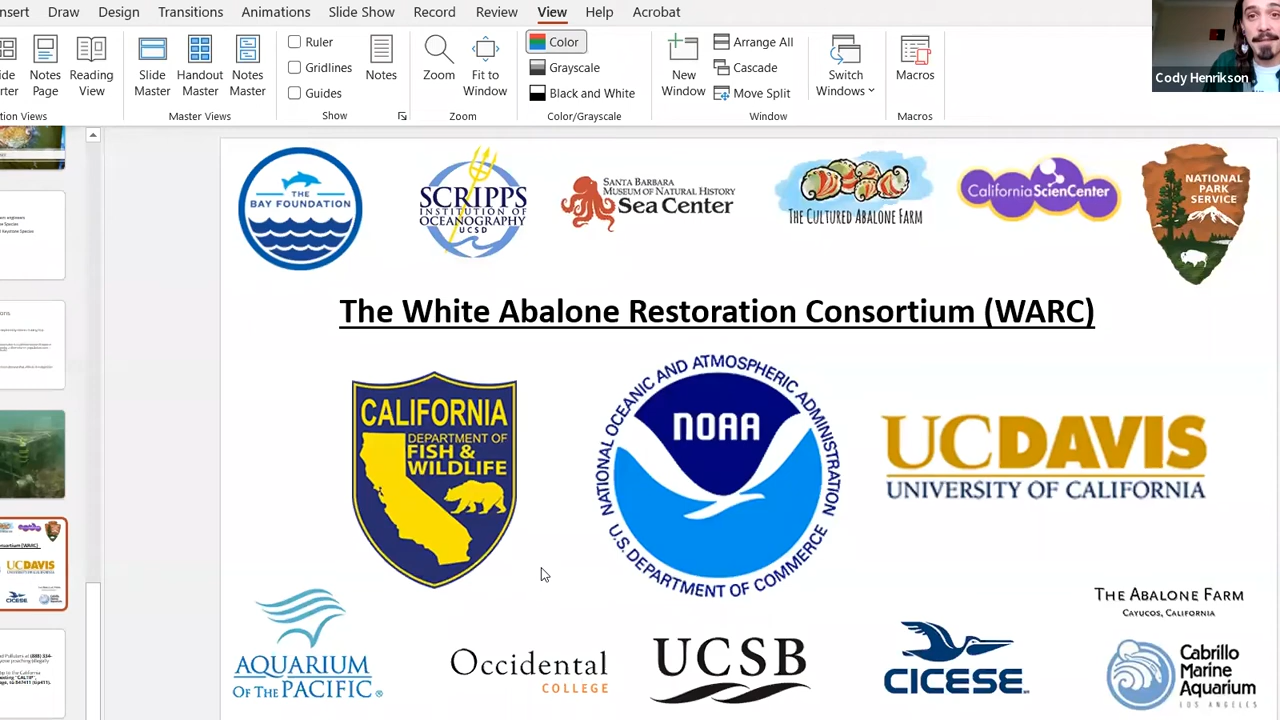 nsert Draw Design Transitions Animations Slide Show Record Review View Help Acrobat
Cody Henrikson
Notes Page
Reading View
Slide Master
Handout Master
Notes Master
Ruler
Gridlines
Guides
Notes
Zoom
Fit to Window
Color
Grayscale
Black and White
New Window
Arrange All
Cascade
Move Split
Switch Windows
Macros
tion Views
Master Views
Show
Zoom
Color/Grayscale
Window
Macros
THE
BAY FOUNDATION
SCRIPPS
INSTITUTION OF
OCEANOGRAPHY
UCSD
SANTA BARBARA
MUSEUM OF NATURAL HISTORY
Sea Center
THE CULTURED ABALONE FARM
California ScienCenter
NATIONAL
PARK
SERVICE
The White Abalone Restoration Consortium (WARC)
CALIFORNIA
DEPARTMENT OF
FISH &
WILDLIFE
NATIONAL OCEANIC AND ATMOSPHERIC ADMINISTRATION
NOAA
U.S. DEPARTMENT OF COMMERCE
UCDAVIS
UNIVERSITY OF CALIFORNIA
THE ABALONE FARM
CAYUCOS, CALIFORNIA
AQUARIUM
OF THE PACIFIC®
Occidental
COLLEGE
UCSB
CICESE
Cabrillo
Marine
Aquarium
LOS ANGELES